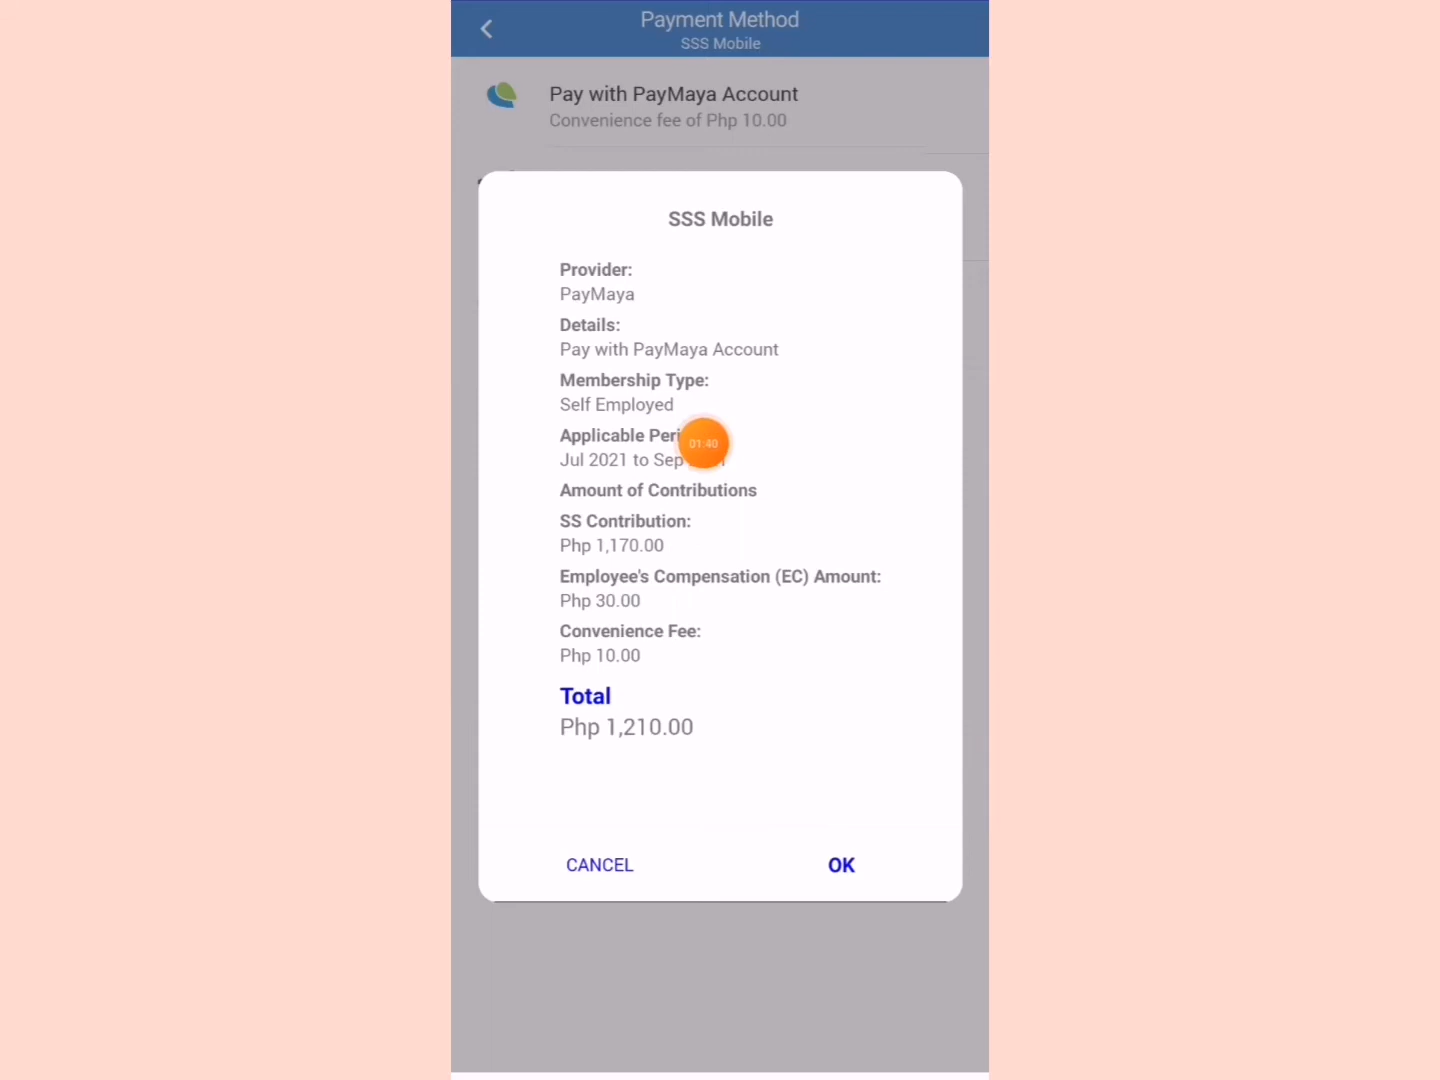 Payment Method
SSS Mobile
Pay with PayMaya Account
Convenience fee of Php 10.00
SSS Mobile
Provider:
PayMaya
Details:
Pay with PayMaya Account
Membership Type:
Self Employed
Applicable
01:40
Jul 2021 to Sep
Amount of Contributions
SS Contribution:
Php 1,170.00
Employee's Compensation (EC) Amount:
Php 30.00
Convenience Fee:
Php 10.00
Total
Php 1,210.00
CANCEL
OK